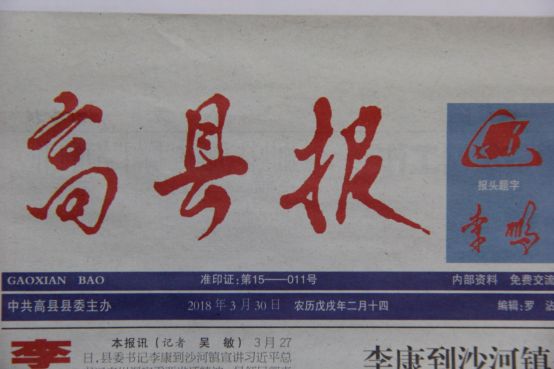 高县报
报头题字
李鹏
GAOXIAN BAO 准印证:第15——011号 内部资料 免费交流
中共高县县委主办 2018年3月30日 农历戊戌年二月十四 编辑:罗
李
本报讯(记者 吴敏)3月27
日,县委书记李康到沙河镇宣讲习近平总
李康到沙河镇